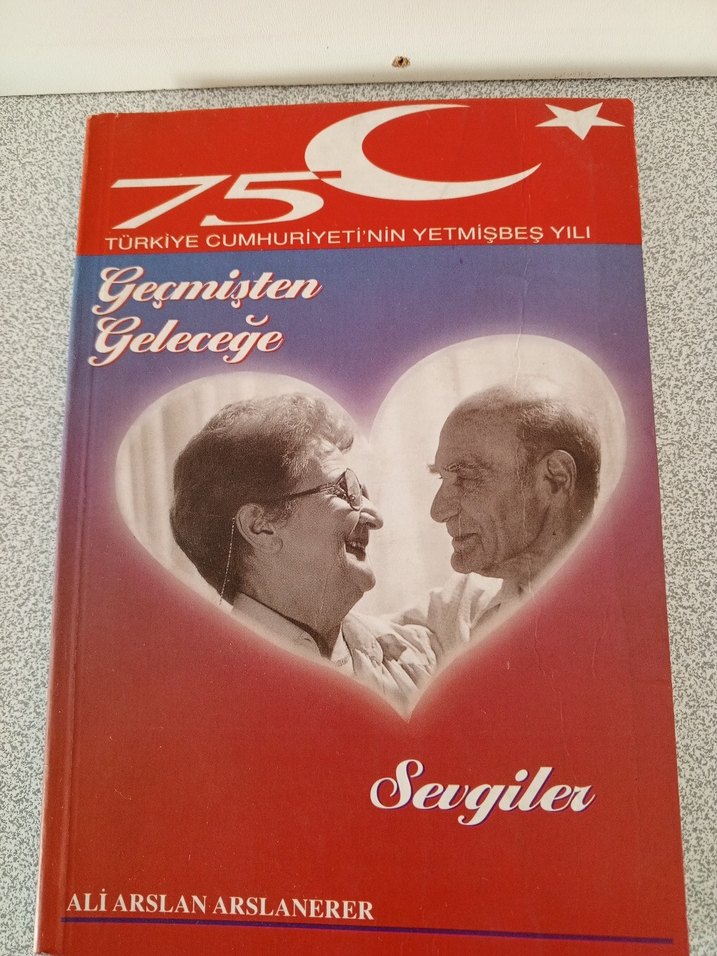 75
TÜRKİYE CUMHURİYETİ'NİN YETMİŞBEŞ YILI
Geçmişten
Geleceğe
Sevgiler
ALİ ARSLAN ARSLANERER